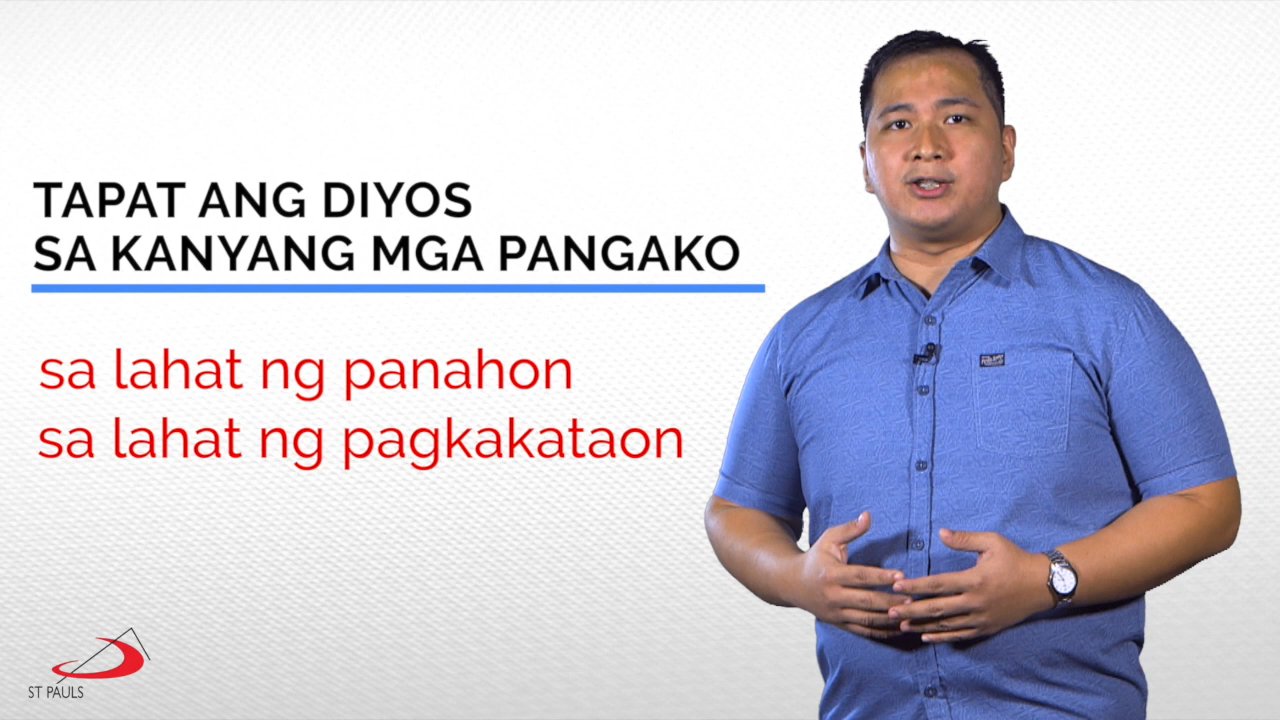 TAPAT ANG DIYOS
SA KANYANG MGA PANGAKO
sa lahat ng panahon
sa lahat ng pagkakataon
ST PAULS